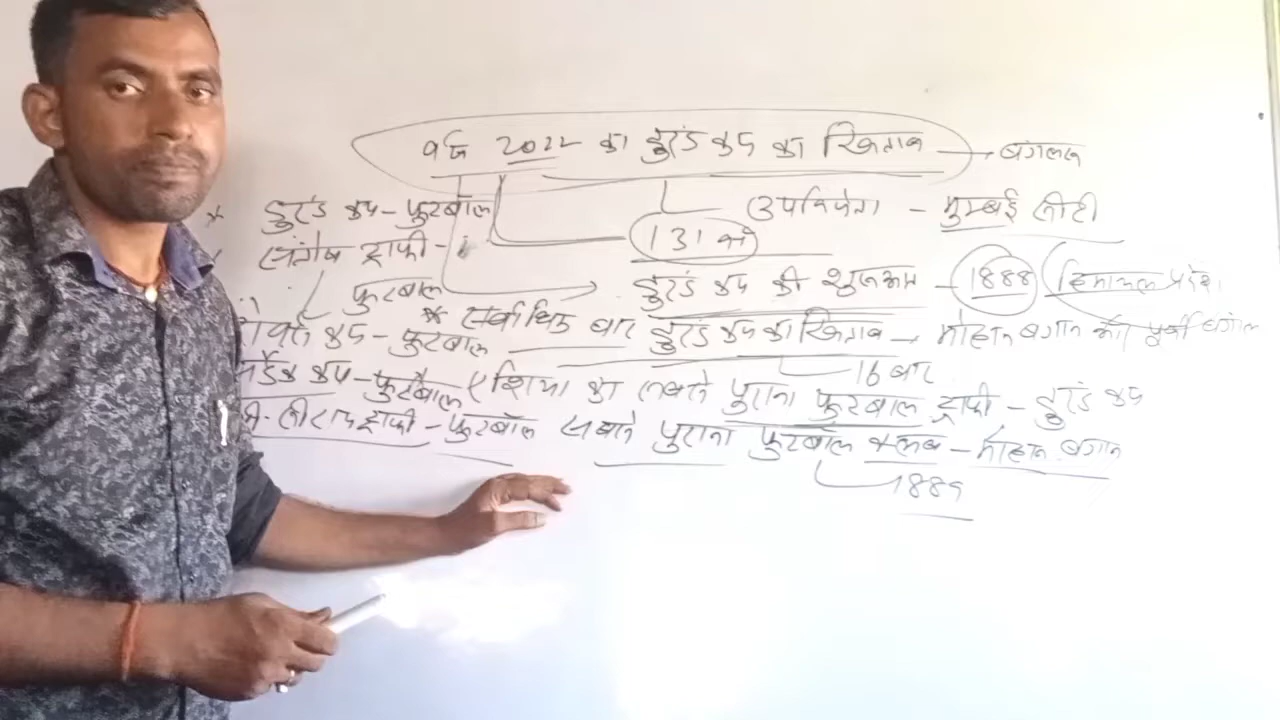 वर्ष 2022 का डुरंड कप का खिताब → बंगलुरु
* डुरंड कप - फुटबॉल
उपविजेता - मुम्बई सीटी
संतोष ट्राफी -
131 वां
फुटबाल
डुरंड कप की शुरुआत - 1888 (हिमाचल प्रदेश)
* सर्वाधिक बार डुरंड कप का खिताब → मोहन बगान और पूर्वी बंगाल
रोवर्स कप - फुटबाल
16 बार
कप - फुटबॉल
एशिया का सबसे पुराना फुटबाल ट्राफी - डुरंड कप
ट्राफी - फुटबॉल
सबसे पुराना फुटबॉल क्लब - मोहन बगान
1889